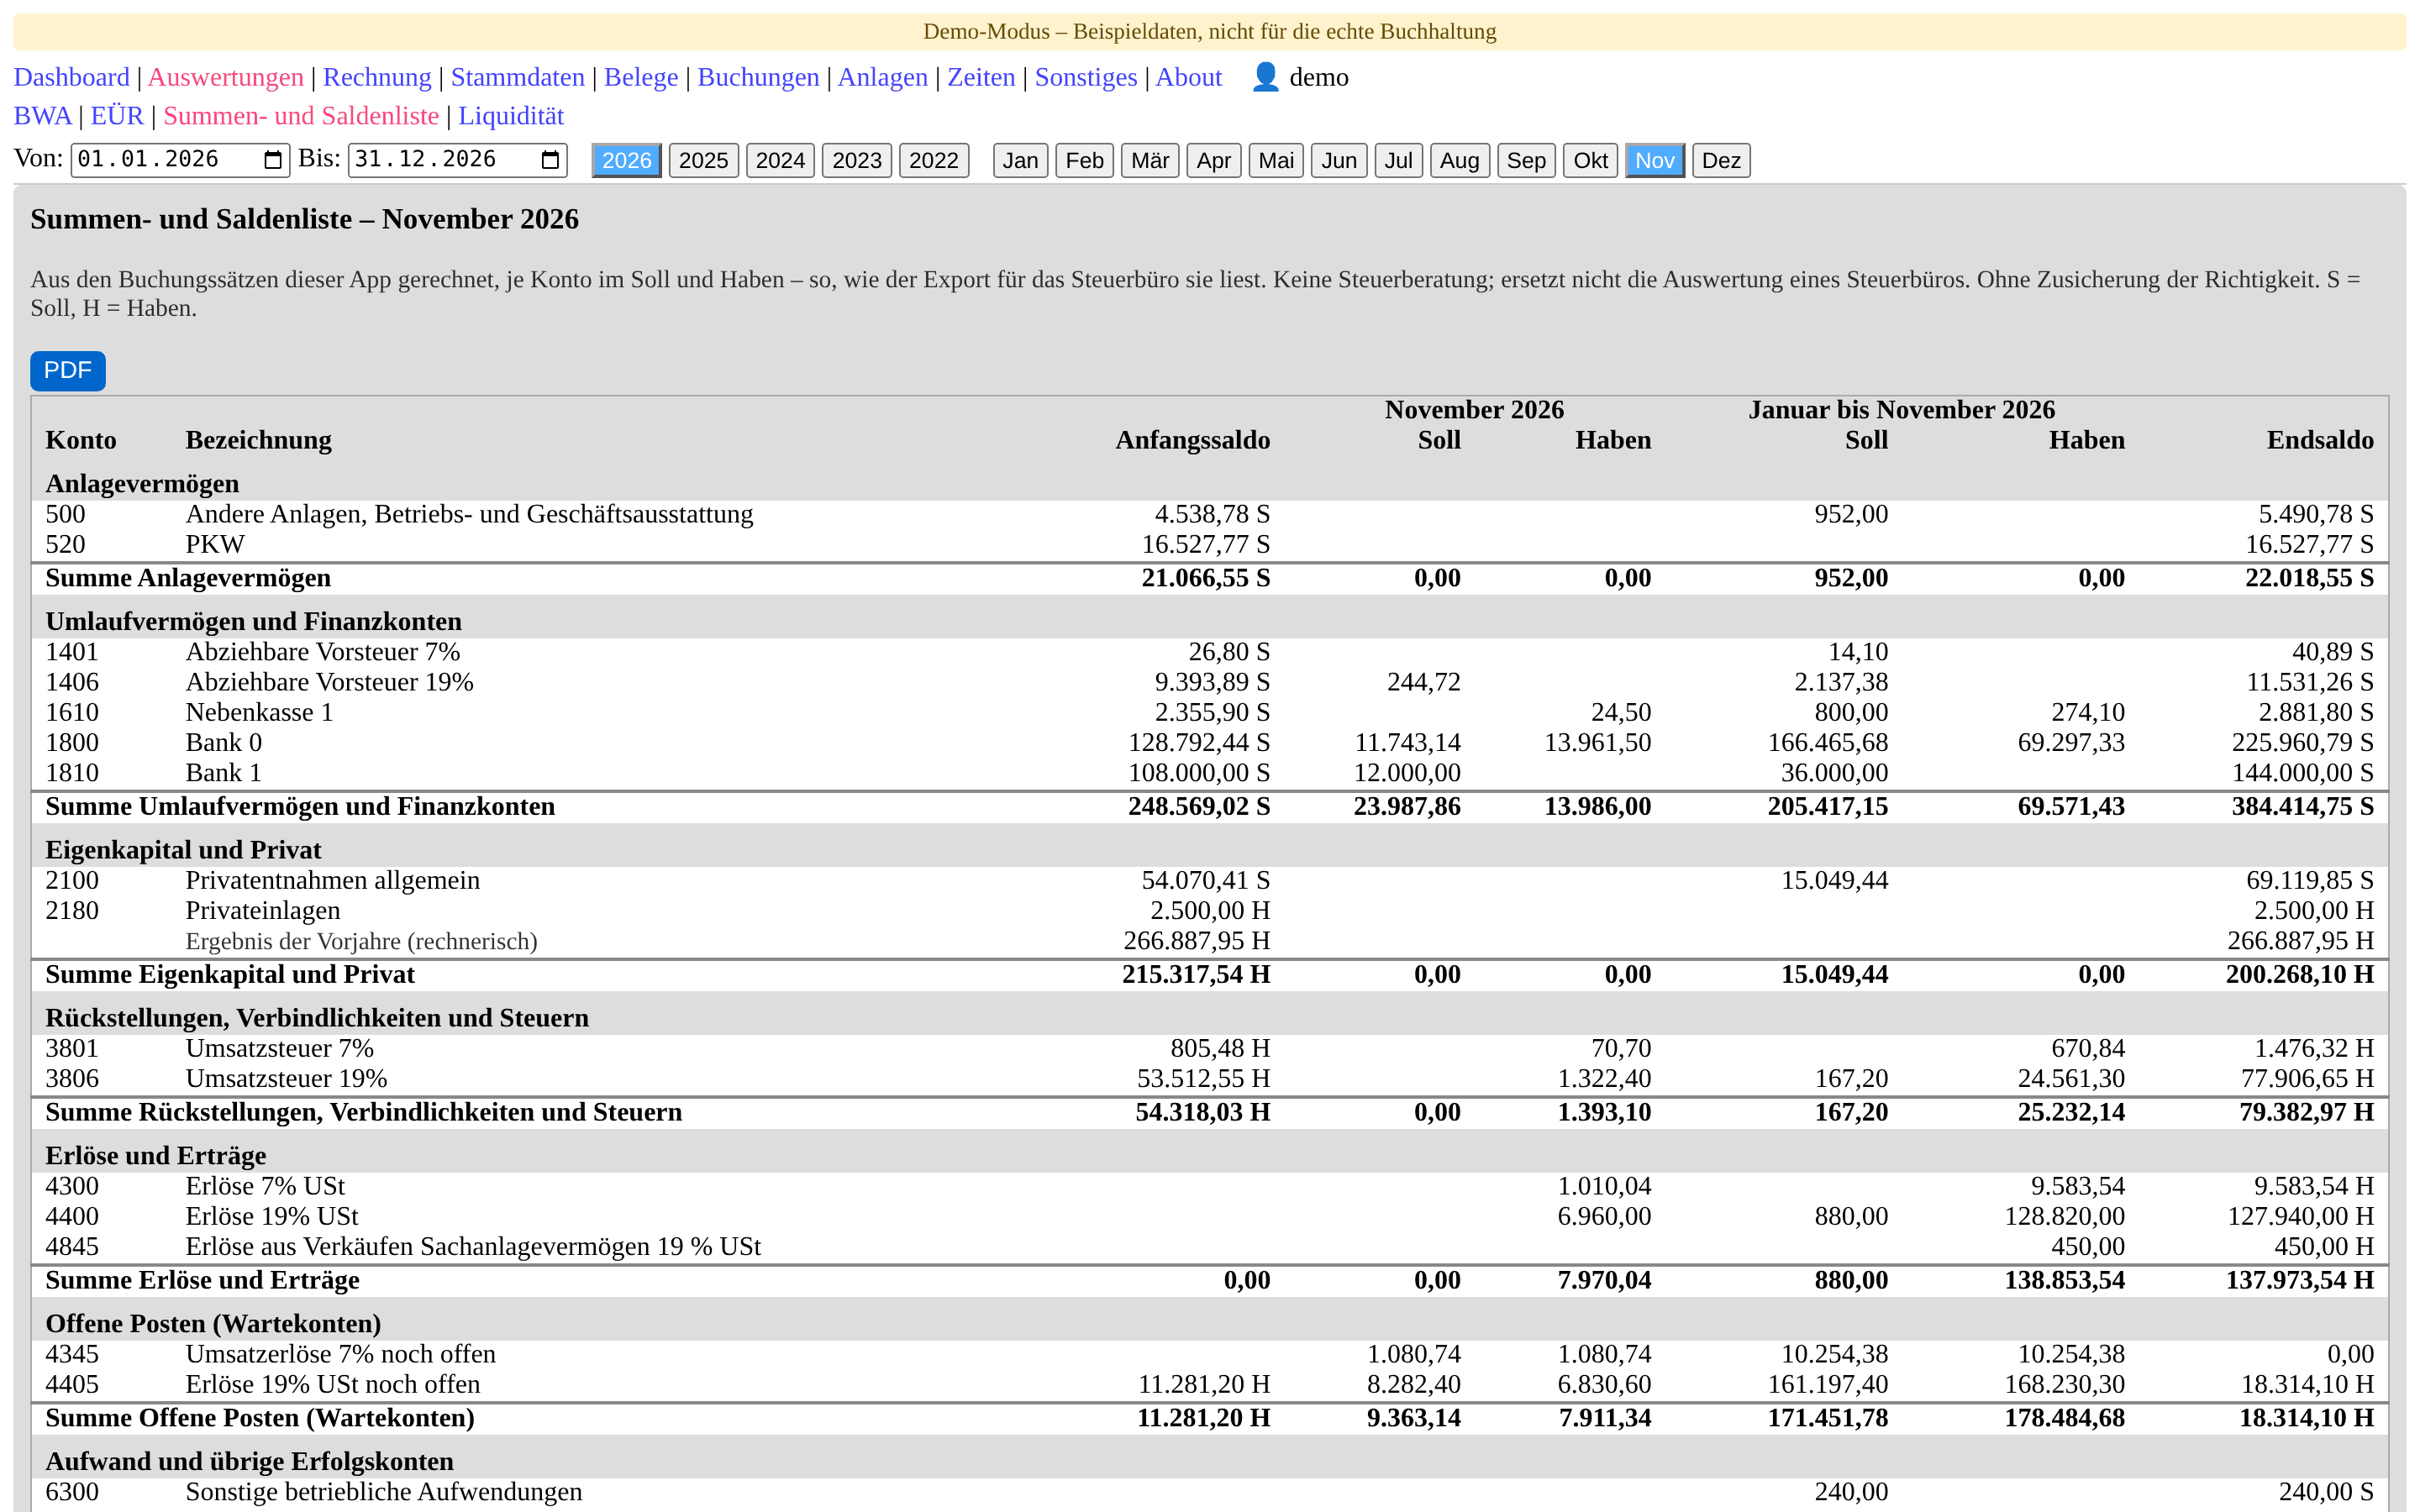 Demo-Modus – Beispieldaten, nicht für die echte Buchhaltung
Dashboard | Auswertungen | Rechnung | Stammdaten | Belege | Buchungen | Anlagen | Zeiten | Sonstiges | About 👤 demo
BWA | EÜR | Summen- und Saldenliste | Liquidität
Von: 01.01.2026 Bis: 31.12.2026 2026 2025 2024 2023 2022 Jan Feb Mär Apr Mai Jun Jul Aug Sep Okt Nov Dez
Summen- und Saldenliste – November 2026
Aus den Buchungssätzen dieser App gerechnet, je Konto im Soll und Haben – so, wie der Export für das Steuerbüro sie liest. Keine Steuerberatung; ersetzt nicht die Auswertung eines Steuerbüros. Ohne Zusicherung der Richtigkeit. S =
Soll, H = Haben.
PDF
November 2026 Januar bis November 2026
Konto Bezeichnung Anfangssaldo Soll Haben Soll Haben Endsaldo
Anlagevermögen
500 Andere Anlagen, Betriebs- und Geschäftsausstattung 4.538,78 S 952,00 5.490,78 S
520 PKW 16.527,77 S 16.527,77 S
Summe Anlagevermögen 21.066,55 S 0,00 0,00 952,00 0,00 22.018,55 S
Umlaufvermögen und Finanzkonten
1401 Abziehbare Vorsteuer 7% 26,80 S 14,10 40,89 S
1406 Abziehbare Vorsteuer 19% 9.393,89 S 244,72 2.137,38 11.531,26 S
1610 Nebenkasse 1 2.355,90 S 24,50 800,00 274,10 2.881,80 S
1800 Bank 0 128.792,44 S 11.743,14 13.961,50 166.465,68 69.297,33 225.960,79 S
1810 Bank 1 108.000,00 S 12.000,00 36.000,00 144.000,00 S
Summe Umlaufvermögen und Finanzkonten 248.569,02 S 23.987,86 13.986,00 205.417,15 69.571,43 384.414,75 S
Eigenkapital und Privat
2100 Privatentnahmen allgemein 54.070,41 S 15.049,44 69.119,85 S
2180 Privateinlagen 2.500,00 H 2.500,00 H
Ergebnis der Vorjahre (rechnerisch) 266.887,95 H 266.887,95 H
Summe Eigenkapital und Privat 215.317,54 H 0,00 0,00 15.049,44 0,00 200.268,10 H
Rückstellungen, Verbindlichkeiten und Steuern
3801 Umsatzsteuer 7% 805,48 H 70,70 670,84 1.476,32 H
3806 Umsatzsteuer 19% 53.512,55 H 1.322,40 167,20 24.561,30 77.906,65 H
Summe Rückstellungen, Verbindlichkeiten und Steuern 54.318,03 H 0,00 1.393,10 167,20 25.232,14 79.382,97 H
Erlöse und Erträge
4300 Erlöse 7% USt 1.010,04 9.583,54 9.583,54 H
4400 Erlöse 19% USt 6.960,00 880,00 128.820,00 127.940,00 H
4845 Erlöse aus Verkäufen Sachanlagevermögen 19 % USt 450,00 450,00 H
Summe Erlöse und Erträge 0,00 0,00 7.970,04 880,00 138.853,54 137.973,54 H
Offene Posten (Wartekonten)
4345 Umsatzerlöse 7% noch offen 1.080,74 1.080,74 10.254,38 10.254,38 0,00
4405 Erlöse 19% USt noch offen 11.281,20 H 8.282,40 6.830,60 161.197,40 168.230,30 18.314,10 H
Summe Offene Posten (Wartekonten) 11.281,20 H 9.363,14 7.911,34 171.451,78 178.484,68 18.314,10 H
Aufwand und übrige Erfolgskonten
6300 Sonstige betriebliche Aufwendungen 240,00 240,00 S